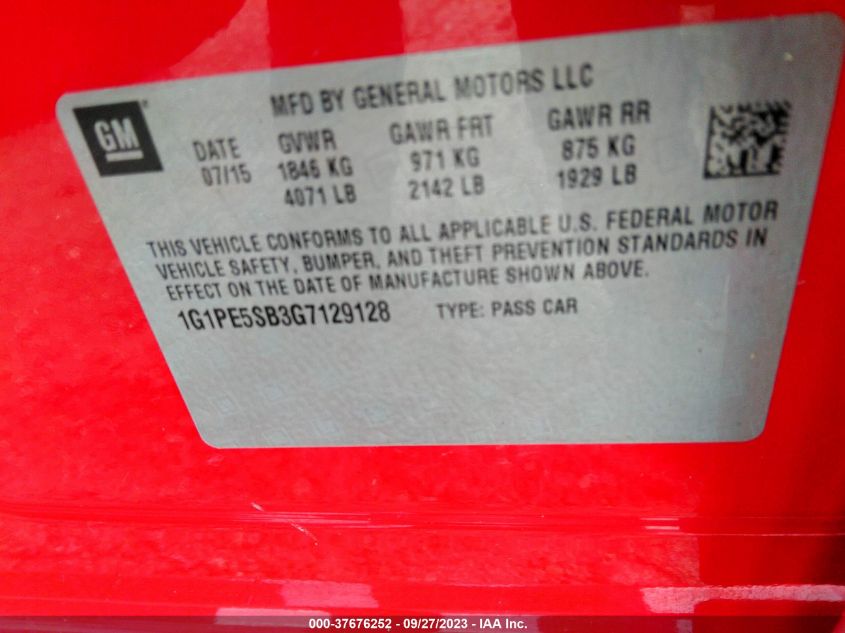 MFD BY GENERAL MOTORS LLC
GM
DATE GVWR GAWR FRT GAWR RR
07/15 1846 KG 971 KG 875 KG
4071 LB 2142 LB 1929 LB
THIS VEHICLE CONFORMS TO ALL APPLICABLE U.S. FEDERAL MOTOR
VEHICLE SAFETY, BUMPER, AND THEFT PREVENTION STANDARDS IN
EFFECT ON THE DATE OF MANUFACTURE SHOWN ABOVE.
1G1PE5SB3G7129128 TYPE: PASS CAR
000-37676252 - 09/27/2023 - IAA Inc.